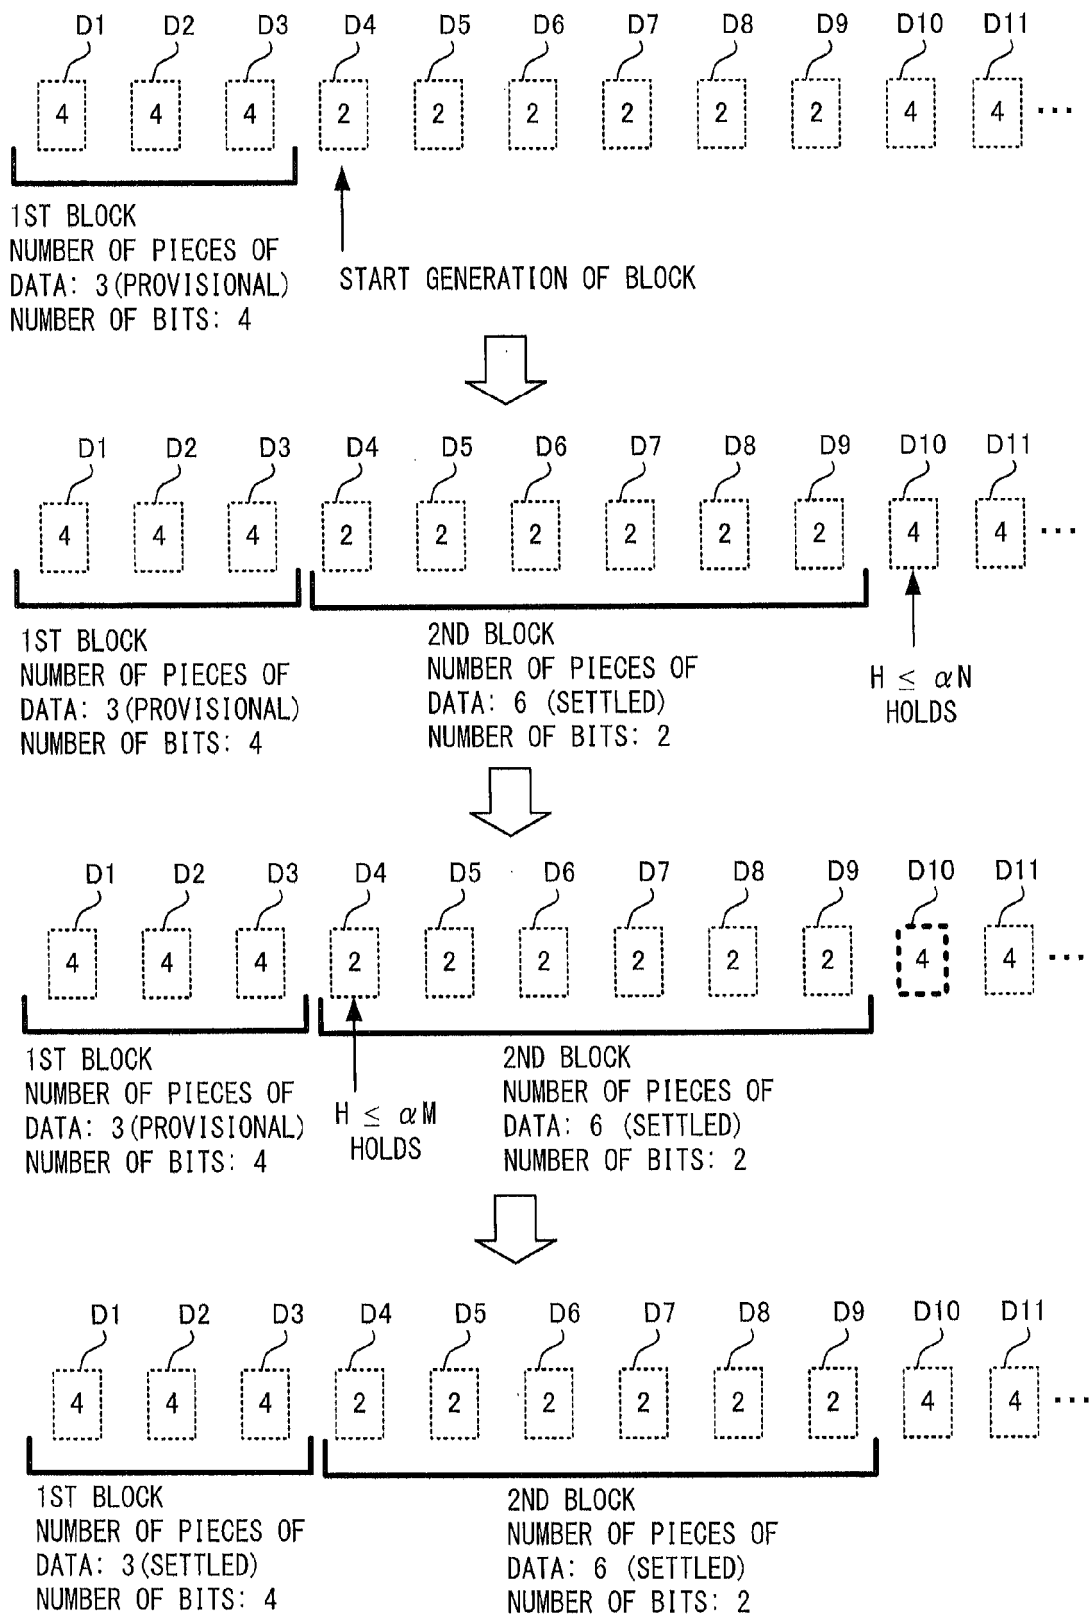 D1 D2 D3 D4 D5 D6 D7 D8 D9 D10 D11
4 4 4 2 2 2 2 2 2 4 4 ...
1ST BLOCK
NUMBER OF PIECES OF
DATA: 3(PROVISIONAL)
NUMBER OF BITS: 4
START GENERATION OF BLOCK
D1 D2 D3 D4 D5 D6 D7 D8 D9 D10 D11
4 4 4 2 2 2 2 2 2 4 4 ...
1ST BLOCK
NUMBER OF PIECES OF
DATA: 3(PROVISIONAL)
NUMBER OF BITS: 4
2ND BLOCK
NUMBER OF PIECES OF
DATA: 6 (SETTLED)
NUMBER OF BITS: 2
H ≤ αN
HOLDS
D1 D2 D3 D4 D5 D6 D7 D8 D9 D10 D11
4 4 4 2 2 2 2 2 2 4 4 ...
1ST BLOCK
NUMBER OF PIECES OF
DATA: 3(PROVISIONAL)
NUMBER OF BITS: 4
H ≤ αM
HOLDS
2ND BLOCK
NUMBER OF PIECES OF
DATA: 6 (SETTLED)
NUMBER OF BITS: 2
D1 D2 D3 D4 D5 D6 D7 D8 D9 D10 D11
4 4 4 2 2 2 2 2 2 4 4 ...
1ST BLOCK
NUMBER OF PIECES OF
DATA: 3(SETTLED)
NUMBER OF BITS: 4
2ND BLOCK
NUMBER OF PIECES OF
DATA: 6 (SETTLED)
NUMBER OF BITS: 2